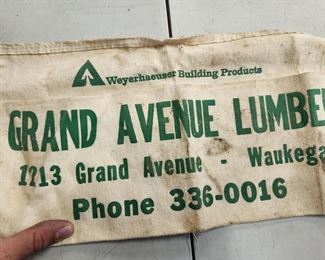 Weyerhaeuser Building Products
GRAND AVENUE LUMBE
1213 Grand Avenue - Waukega
Phone 336-0016